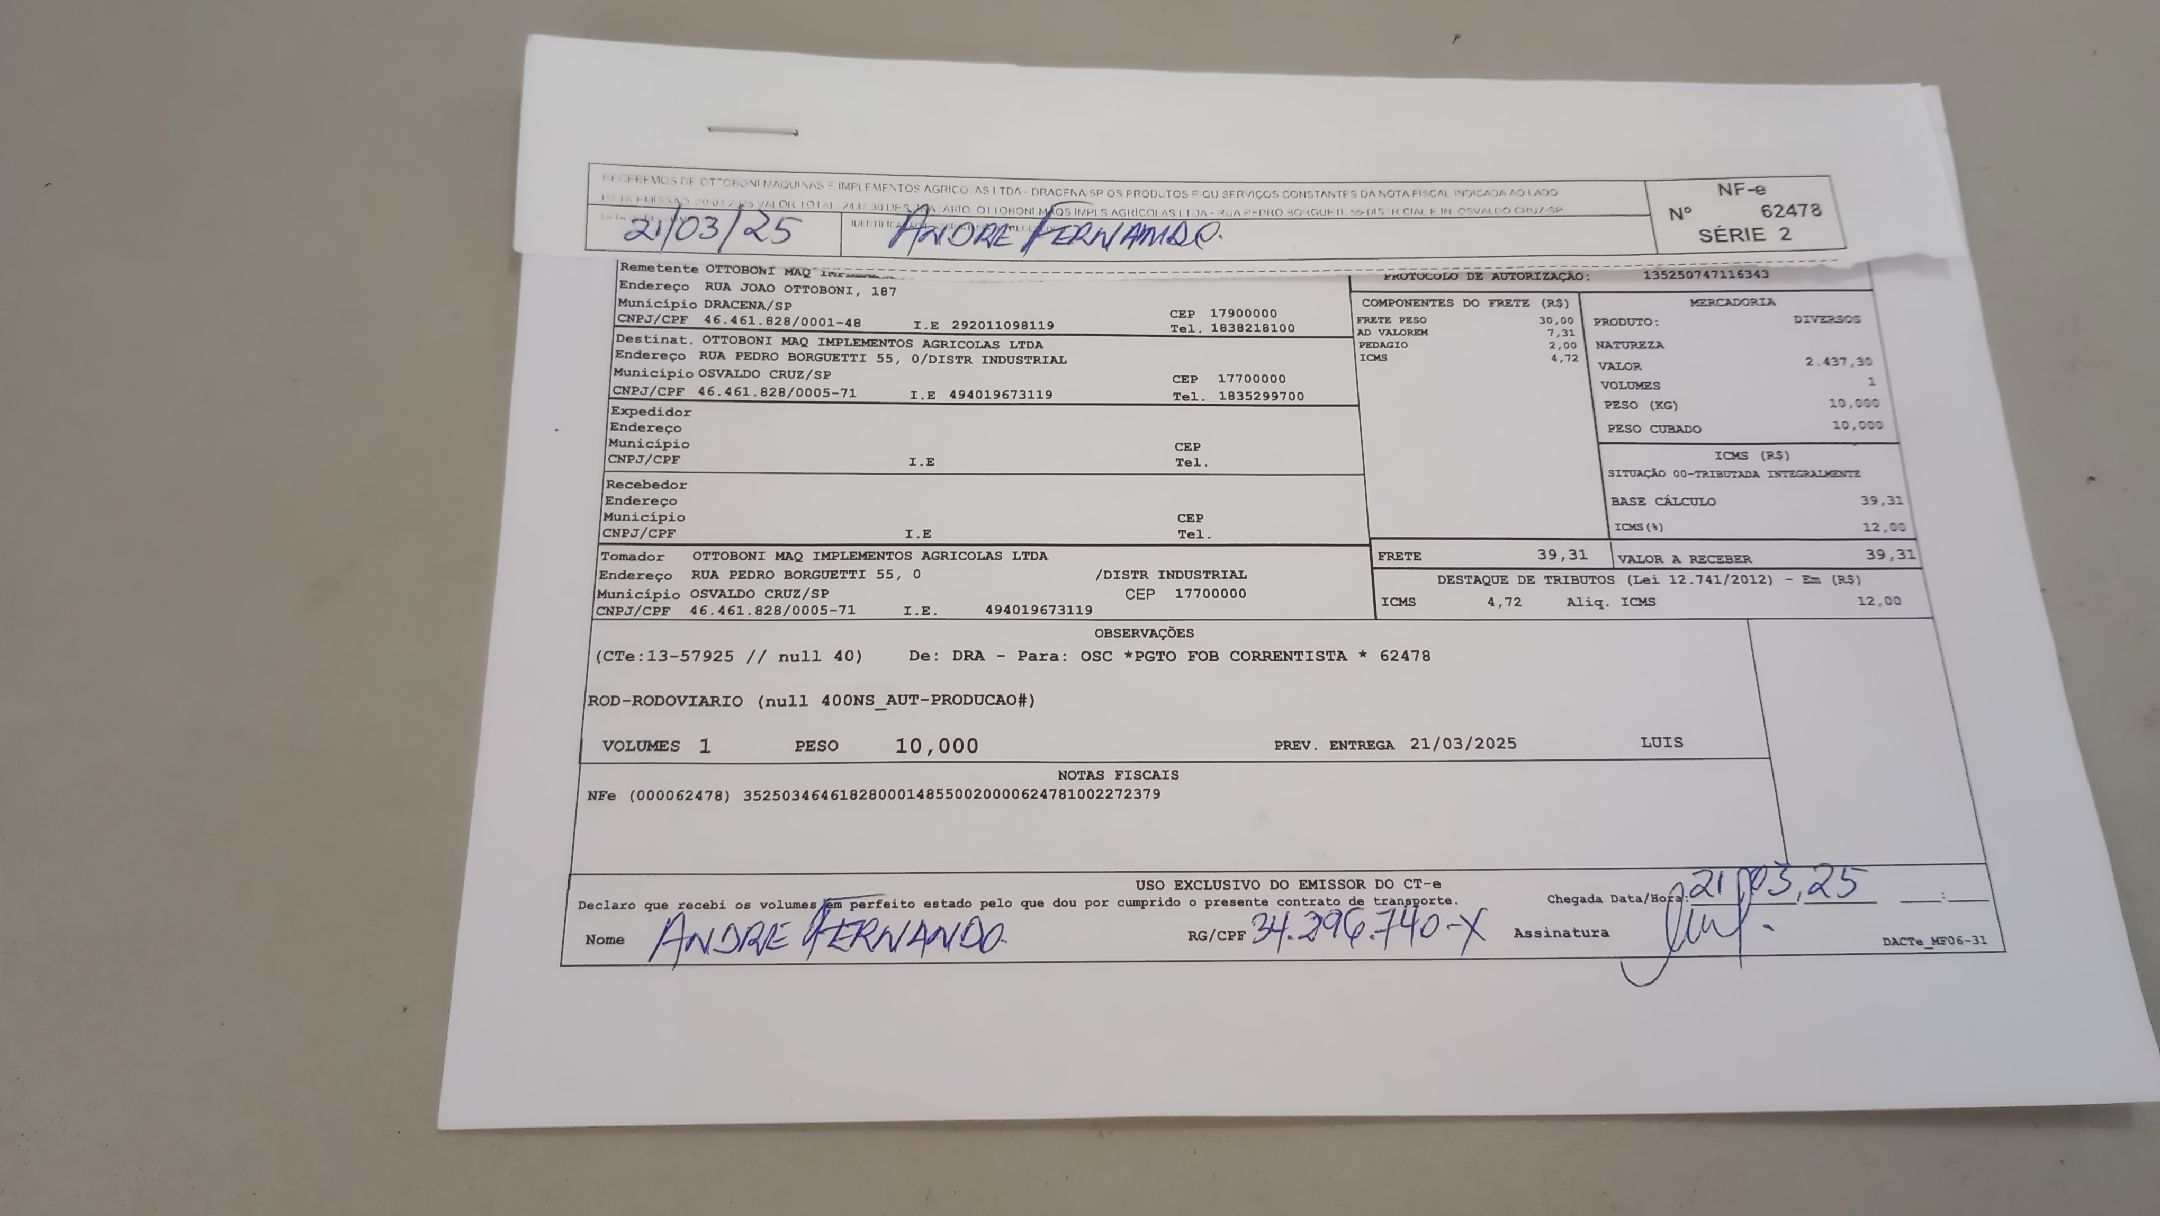 RECEBEMOS DE OTTOBONI MAQUINAS E IMPLEMENTOS AGRICOLAS LTDA - DRACENA-SP OS PRODUTOS E OU SERVIÇOS CONSTANTES DA NOTA FISCAL INDICADA AO LADO
VALOR TOTAL OTTOBONI MAQS IMPLS AGRICOLAS LTDA - RUA PEDRO BORGUETI, OSVALDO CRUZ-SP
21/03/25 ANDRE FERNANDO.
NF-e
Nº 62478
SÉRIE 2
Remetente OTTOBONI MAQ
Endereço RUA JOAO OTTOBONI, 187
Município DRACENA/SP CEP 17900000
CNPJ/CPF 46.461.828/0001-48 I.E 292011098119 Tel. 1838218100
Destinat. OTTOBONI MAQ IMPLEMENTOS AGRICOLAS LTDA
Endereço RUA PEDRO BORGUETTI 55, 0/DISTR INDUSTRIAL
Município OSVALDO CRUZ/SP CEP 17700000
CNPJ/CPF 46.461.828/0005-71 I.E 494019673119 Tel. 1835299700
Expedidor
Endereço
Município CEP
CNPJ/CPF I.E Tel.
Recebedor
Endereço
Município CEP
CNPJ/CPF I.E Tel.
Tomador OTTOBONI MAQ IMPLEMENTOS AGRICOLAS LTDA
Endereço RUA PEDRO BORGUETTI 55, 0 /DISTR INDUSTRIAL
Município OSVALDO CRUZ/SP CEP 17700000
CNPJ/CPF 46.461.828/0005-71 I.E. 494019673119
PROTOCOLO DE AUTORIZAÇÃO: 135250747116343
COMPONENTES DO FRETE (R$)
FRETE PESO 30,00
AD VALOREM 7,31
PEDAGIO 2,00
ICMS 4,72
MERCADORIA
PRODUTO: DIVERSOS
NATUREZA
VALOR 2.437,30
VOLUMES 1
PESO (KG) 10,000
PESO CUBADO 10,000
ICMS (R$)
SITUAÇÃO 00-TRIBUTADA INTEGRALMENTE
BASE CÁLCULO 39,31
ICMS(%) 12,00
FRETE 39,31 VALOR A RECEBER 39,31
DESTAQUE DE TRIBUTOS (Lei 12.741/2012) - Em (R$)
ICMS 4,72 Aliq. ICMS 12,00
OBSERVAÇÕES
(CTe:13-57925 // null 40) De: DRA - Para: OSC *PGTO FOB CORRENTISTA * 62478
ROD-RODOVIARIO (null 400NS_AUT-PRODUCAO#)
VOLUMES 1 PESO 10,000 PREV. ENTREGA 21/03/2025 LUIS
NOTAS FISCAIS
NFe (000062478) 35250346461828000148550020000624781002272379
USO EXCLUSIVO DO EMISSOR DO CT-e
Declaro que recebi os volumes em perfeito estado pelo que dou por cumprido o presente contrato de transporte. Chegada Data/Hora: 21,03,25 :
Nome ANDRE FERNANDO RG/CPF 34.296.740-X Assinatura
DACTe_MF06-31